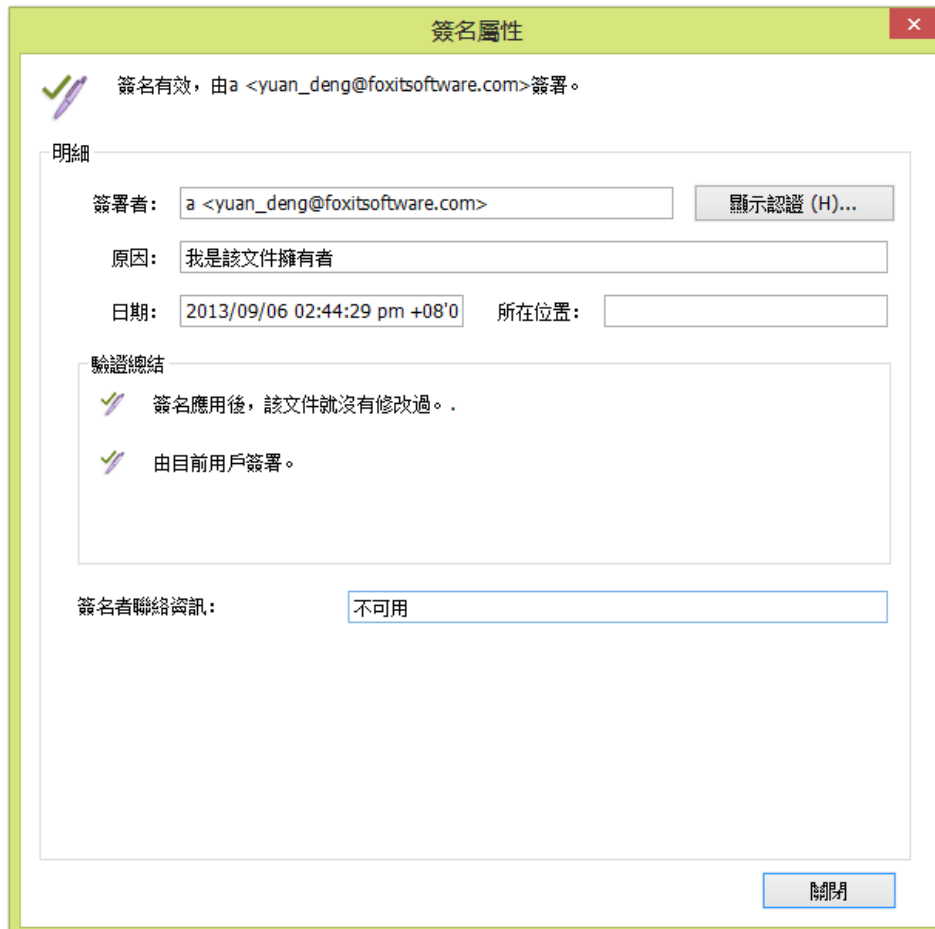 簽名屬性
簽名有效，由a <yuan_deng@foxitsoftware.com>簽署。
明細
簽署者： a <yuan_deng@foxitsoftware.com> 顯示認證 (H)...
原因： 我是該文件擁有者
日期： 2013/09/06 02:44:29 pm +08'0 所在位置：
驗證總結
簽名應用後，該文件就沒有修改過。.
由目前用戶簽署。
簽名者聯絡資訊： 不可用
關閉